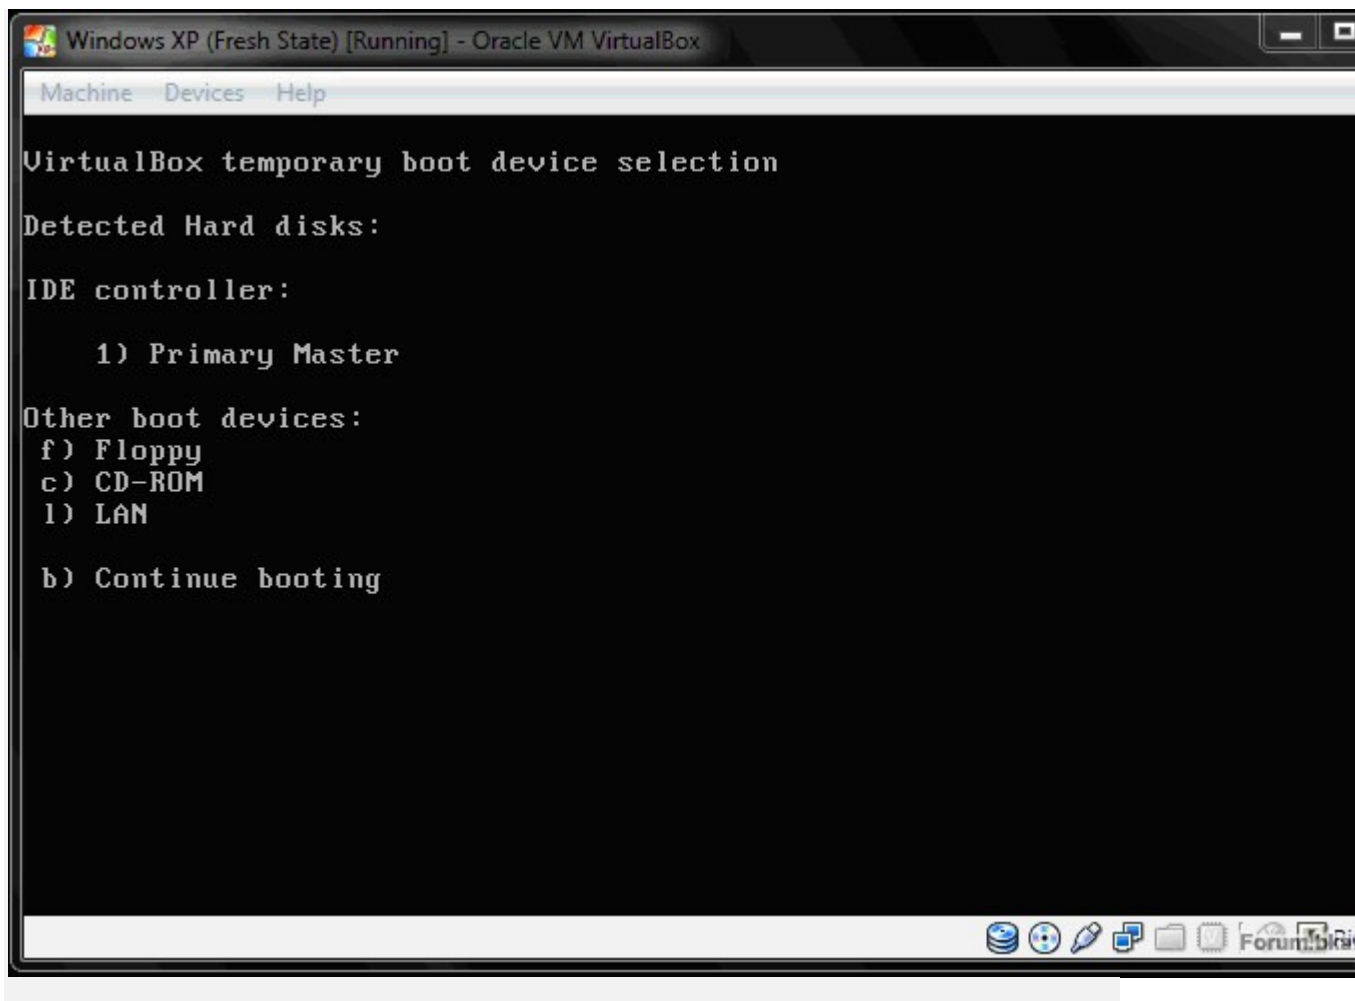 Windows XP (Fresh State) [Running] - Oracle VM VirtualBox
Machine Devices Help
VirtualBox temporary boot device selection
Detected Hard disks:
IDE controller:
1) Primary Master
Other boot devices:
f) Floppy
c) CD-ROM
l) LAN
b) Continue booting